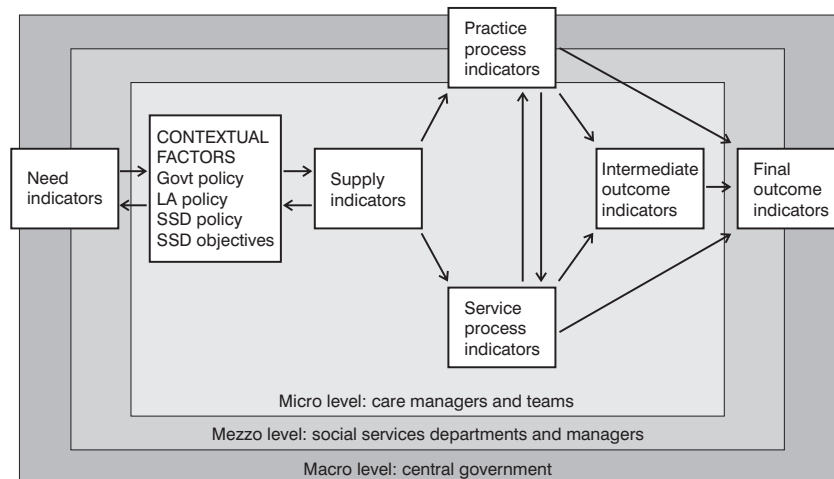 Practice
process
indicators
CONTEXTUAL
FACTORS
Govt policy
LA policy
SSD policy
SSD objectives
Need
indicators
Supply
indicators
Intermediate
outcome
indicators
Final
outcome
indicators
Service
process
indicators
Micro level: care managers and teams
Mezzo level: social services departments and managers
Macro level: central government